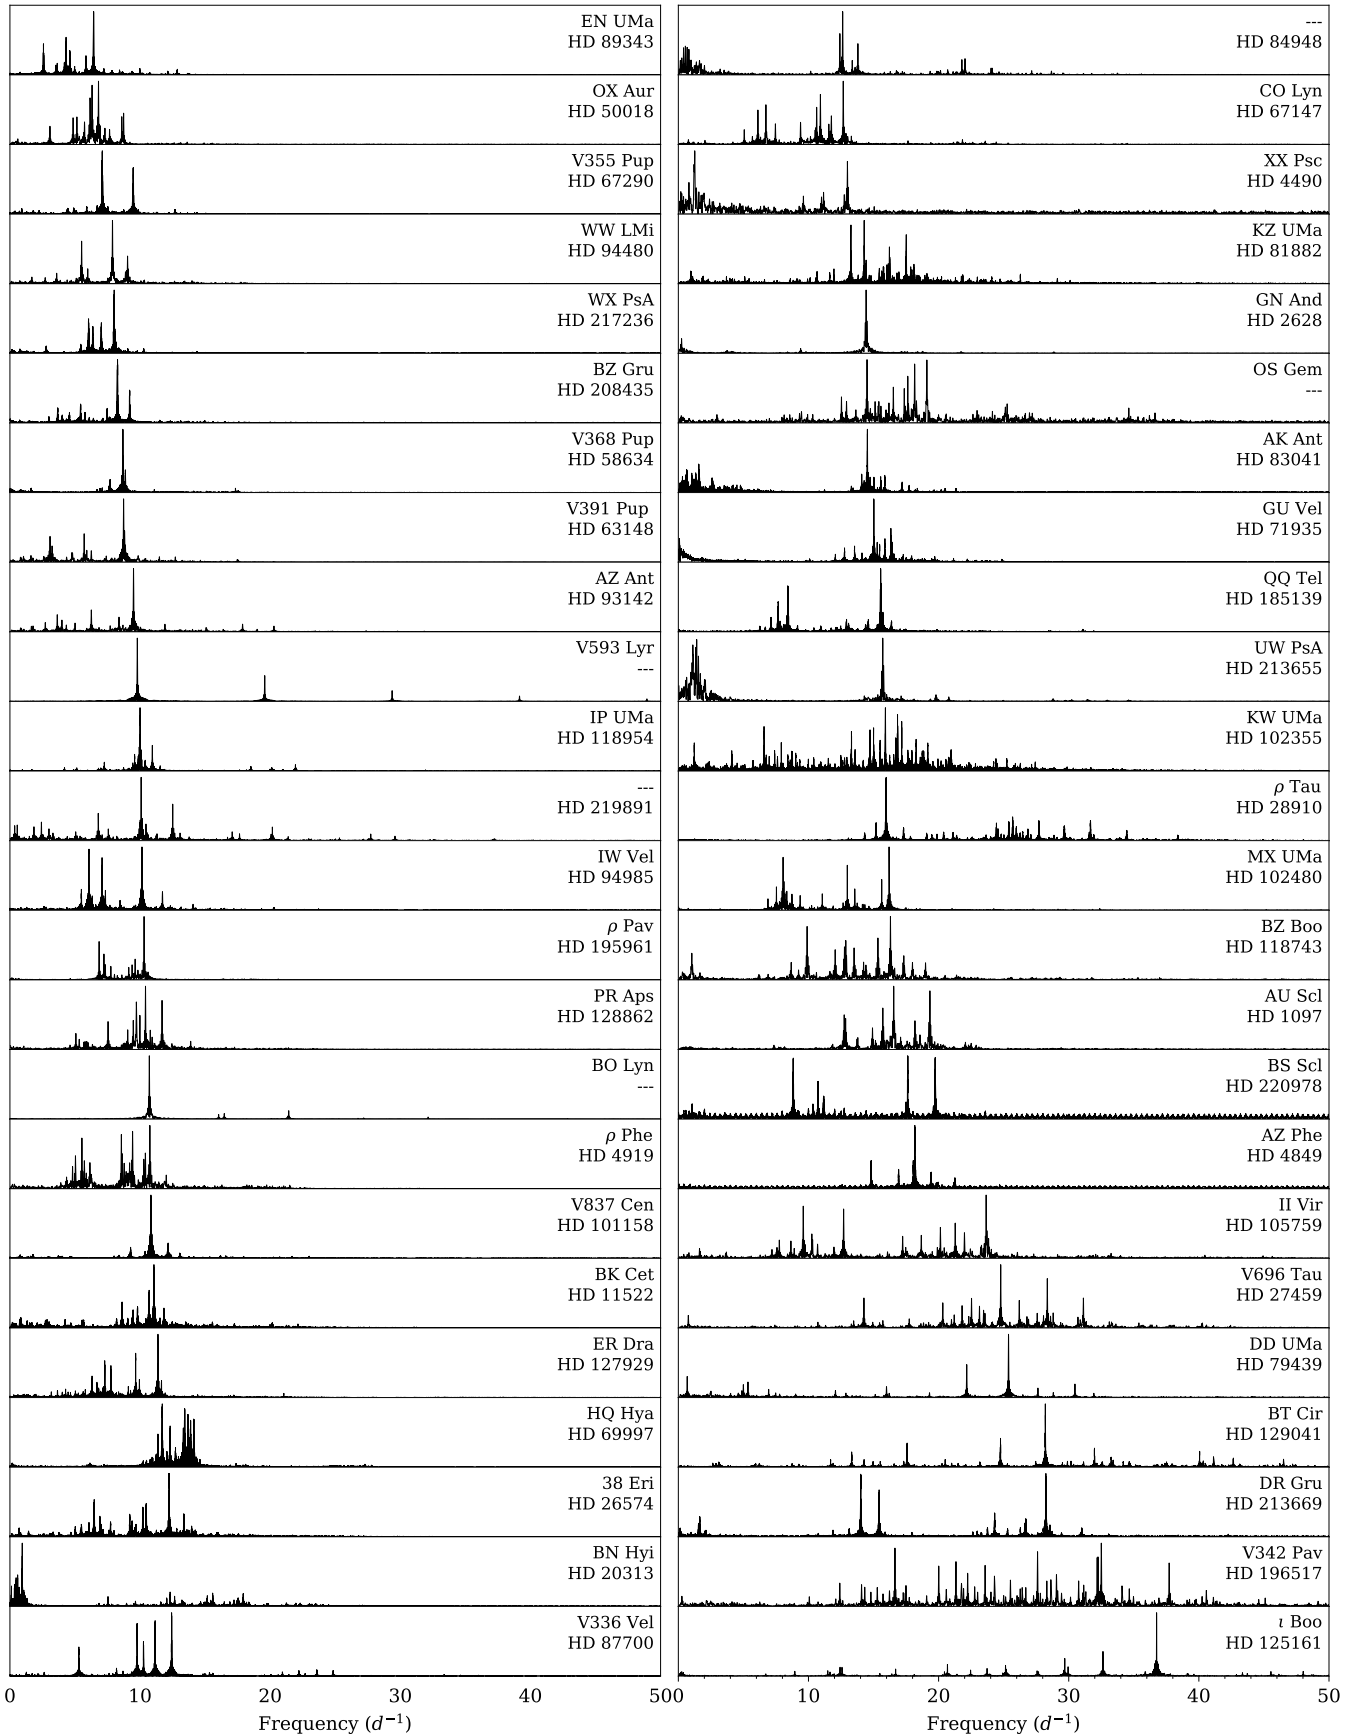 EN UMa
HD 89343
OX Aur
HD 50018
V355 Pup
HD 67290
WW LMi
HD 94480
WX PsA
HD 217236
BZ Gru
HD 208435
V368 Pup
HD 58634
V391 Pup
HD 63148
AZ Ant
HD 93142
V593 Lyr
---
IP UMa
HD 118954
---
HD 219891
IW Vel
HD 94985
ρ Pav
HD 195961
PR Aps
HD 128862
BO Lyn
---
ρ Phe
HD 4919
V837 Cen
HD 101158
BK Cet
HD 11522
ER Dra
HD 127929
HQ Hya
HD 69997
38 Eri
HD 26574
BN Hyi
HD 20313
V336 Vel
HD 87700
0 10 20 30 40 50
Frequency (d⁻¹)
---
HD 84948
CO Lyn
HD 67147
XX Psc
HD 4490
KZ UMa
HD 81882
GN And
HD 2628
OS Gem
---
AK Ant
HD 83041
GU Vel
HD 71935
QQ Tel
HD 185139
UW PsA
HD 213655
KW UMa
HD 102355
ρ Tau
HD 28910
MX UMa
HD 102480
BZ Boo
HD 118743
AU Scl
HD 1097
BS Scl
HD 220978
AZ Phe
HD 4849
II Vir
HD 105759
V696 Tau
HD 27459
DD UMa
HD 79439
BT Cir
HD 129041
DR Gru
HD 213669
V342 Pav
HD 196517
ι Boo
HD 125161
10 20 30 40 50
Frequency (d⁻¹)